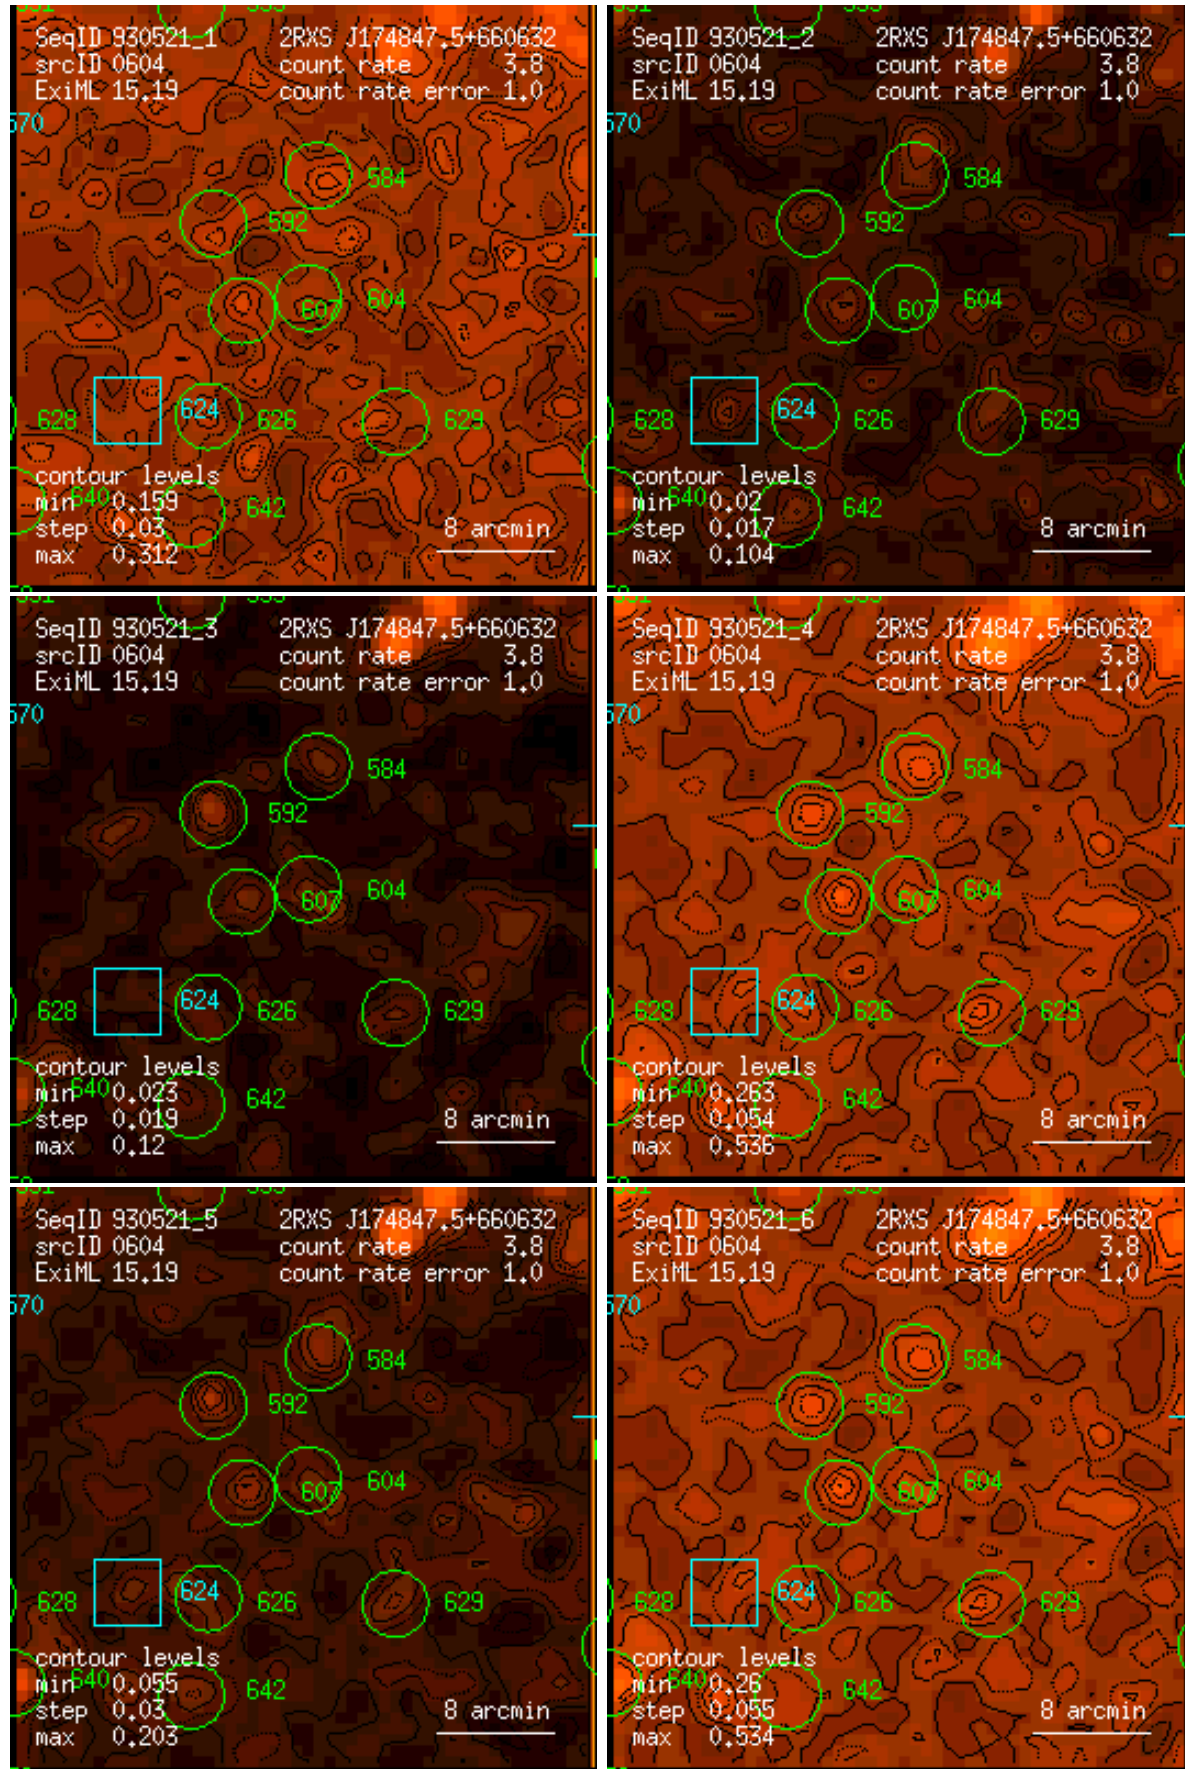 551 555
SeqID 930521_1 2RXS J174847.5+660632
srcID 0604 count rate 3.8
ExiML 15.19 count rate error 1.0
570
584
592
604
607
628 624 626 629
contour levels
min 0.159
640 642
step 0.03 8 arcmin
max 0.312
SeqID 930521_2 2RXS J174847.5+660632
srcID 0604 count rate 3.8
ExiML 15.19 count rate error 1.0
570
584
592
604
607
628 624 626 629
contour levels
min 0.02
640 642
step 0.017 8 arcmin
max 0.104
SeqID 930521_3 2RXS J174847.5+660632
srcID 0604 count rate 3.8
ExiML 15.19 count rate error 1.0
570
584
592
604
607
628 624 626 629
contour levels
min 0.023
640 642
step 0.019 8 arcmin
max 0.12
SeqID 930521_4 2RXS J174847.5+660632
srcID 0604 count rate 3.8
ExiML 15.19 count rate error 1.0
570
584
592
604
607
628 624 626 629
contour levels
min 0.263
640 642
step 0.054 8 arcmin
max 0.536
SeqID 930521_5 2RXS J174847.5+660632
srcID 0604 count rate 3.8
ExiML 15.19 count rate error 1.0
570
584
592
604
607
628 624 626 629
contour levels
min 0.055
640 642
step 0.03 8 arcmin
max 0.203
SeqID 930521_6 2RXS J174847.5+660632
srcID 0604 count rate 3.8
ExiML 15.19 count rate error 1.0
570
584
592
604
607
628 624 626 629
contour levels
min 0.26
640 642
step 0.055 8 arcmin
max 0.534